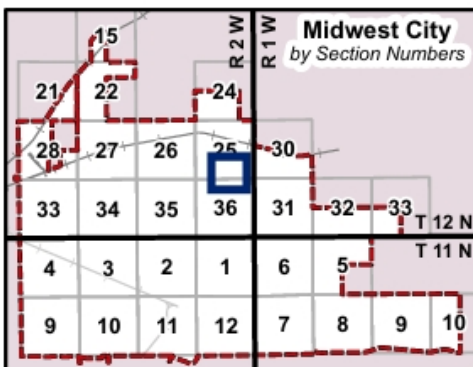 Midwest City
by Section Numbers
R 2 W
R 1 W
15
21 22 24
28 27 26 25 30
33 34 35 36 31 32 33
T 12 N
T 11 N
4 3 2 1 6 5
9 10 11 12 7 8 9 10